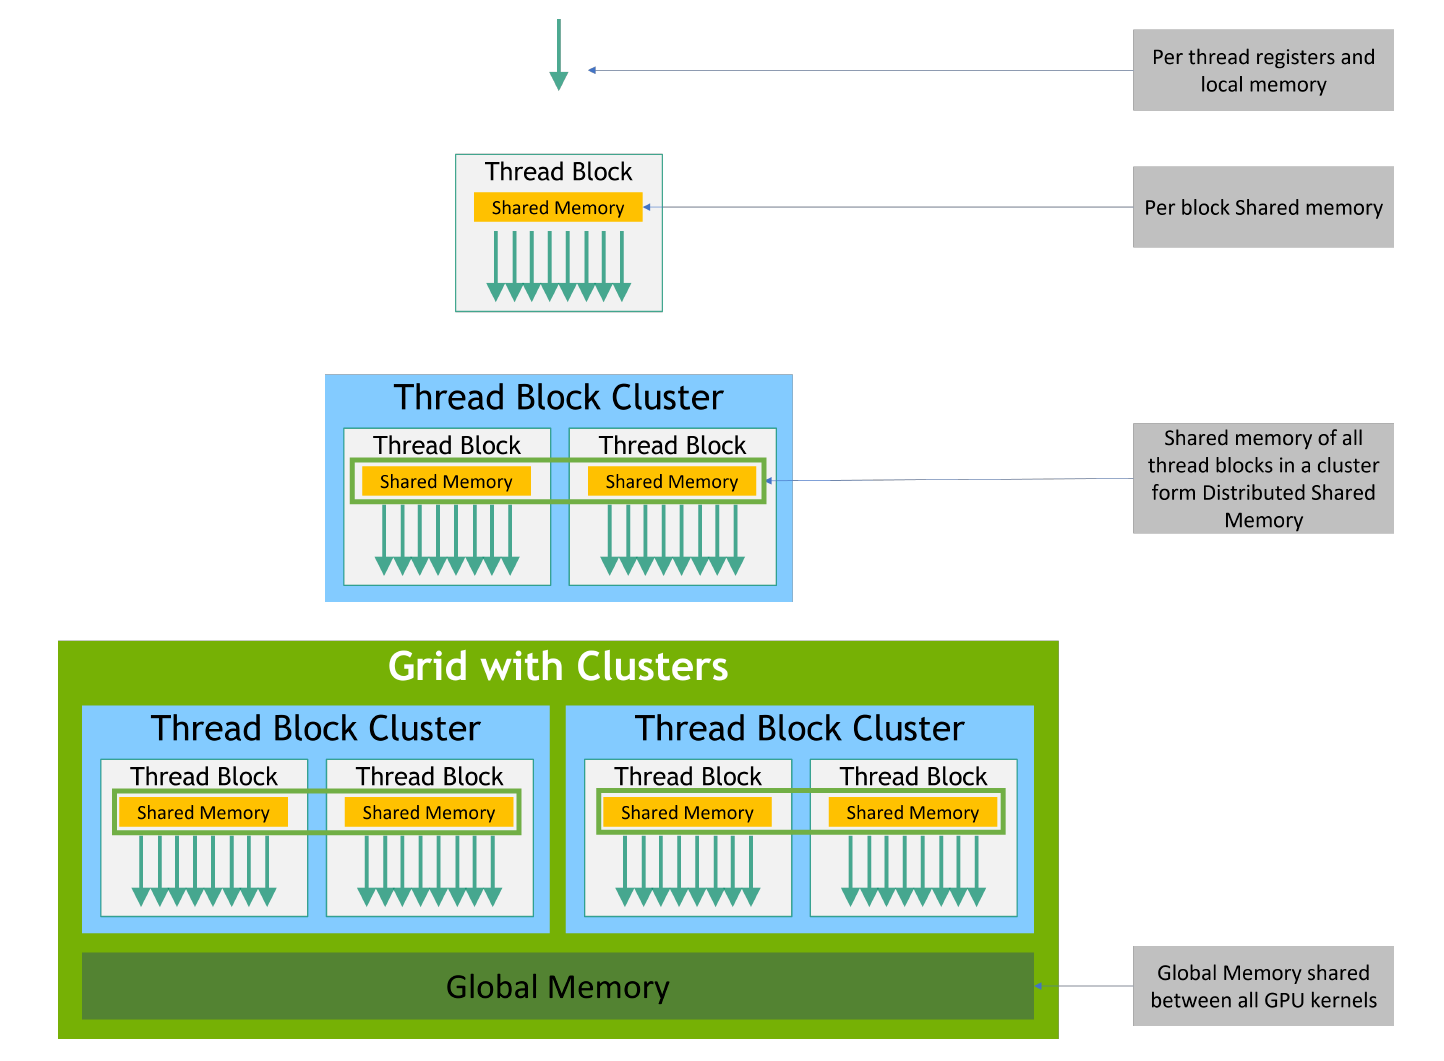 Per thread registers and
local memory
Thread Block
Shared Memory
Per block Shared memory
Thread Block Cluster
Thread Block
Thread Block
Shared Memory
Shared Memory
Shared memory of all
thread blocks in a cluster
form Distributed Shared
Memory
Grid with Clusters
Thread Block Cluster
Thread Block
Thread Block
Shared Memory
Shared Memory
Thread Block Cluster
Thread Block
Thread Block
Shared Memory
Shared Memory
Global Memory
Global Memory shared
between all GPU kernels